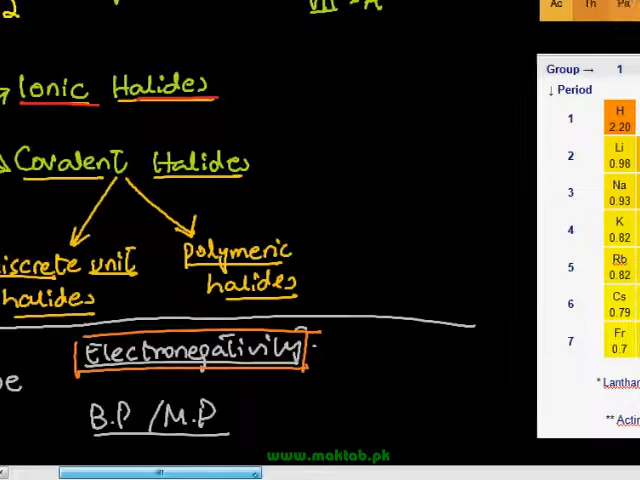 VII - A
Ionic Halides
Covalent Halides
discrete unit
halides
polymeric
halides
Electronegativity
B.P / M.P
www.maktab.pk
Ac Th Pa
Group → 1
↓ Period
1 H 2.20
2 Li 0.98
3 Na 0.93
4 K 0.82
5 Rb 0.82
6 Cs 0.79
7 Fr 0.7
* Lanthan
** Actin